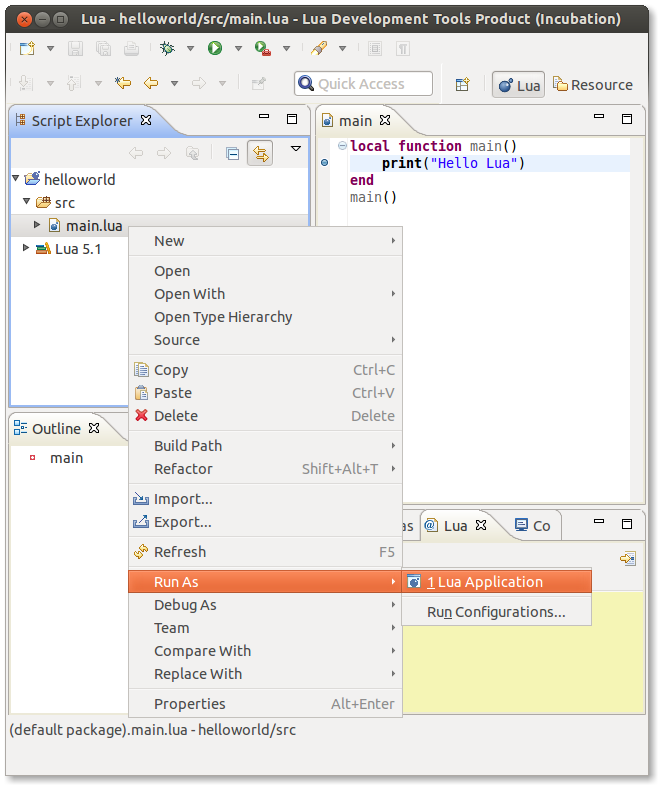 Lua - helloworld/src/main.lua - Lua Development Tools Product (Incubation)
Quick Access
Lua
Resource
Script Explorer
helloworld
src
main.lua
Lua 5.1
main
local function main()
print("Hello Lua")
end
main()
New
Open
Open With
Open Type Hierarchy
Source
Copy Ctrl+C
Paste Ctrl+V
Delete Delete
Build Path
Refactor Shift+Alt+T
Import...
Export...
Refresh F5
Run As
Debug As
Team
Compare With
Replace With
Properties Alt+Enter
1 Lua Application
Run Configurations...
Outline
main
as
Lua
Co
(default package).main.lua - helloworld/src